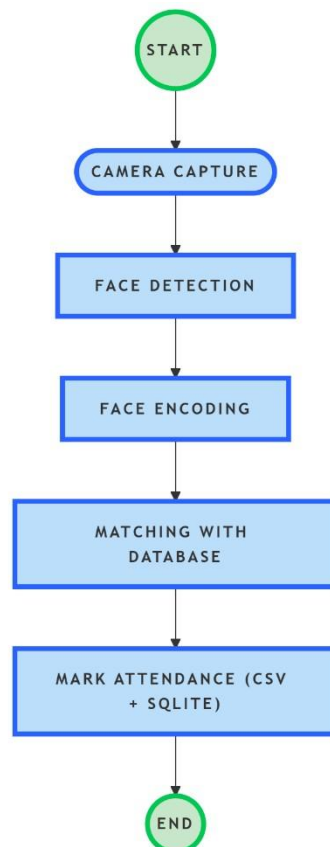 START
CAMERA CAPTURE
FACE DETECTION
FACE ENCODING
MATCHING WITH
DATABASE
MARK ATTENDANCE (CSV
+ SQLITE)
END